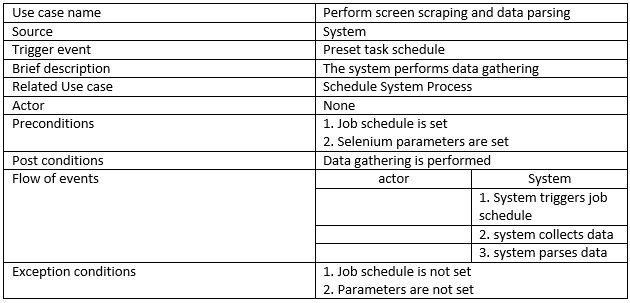 Use case name Perform screen scraping and data parsing
Source System
Trigger event Preset task schedule
Brief description The system performs data gathering
Related Use case Schedule System Process
Actor None
Preconditions 1. Job schedule is set
2. Selenium parameters are set
Post conditions Data gathering is performed
Flow of events actor System
1. System triggers job
schedule
2. system collects data
3. system parses data
Exception conditions 1. Job schedule is not set
2. Parameters are not set